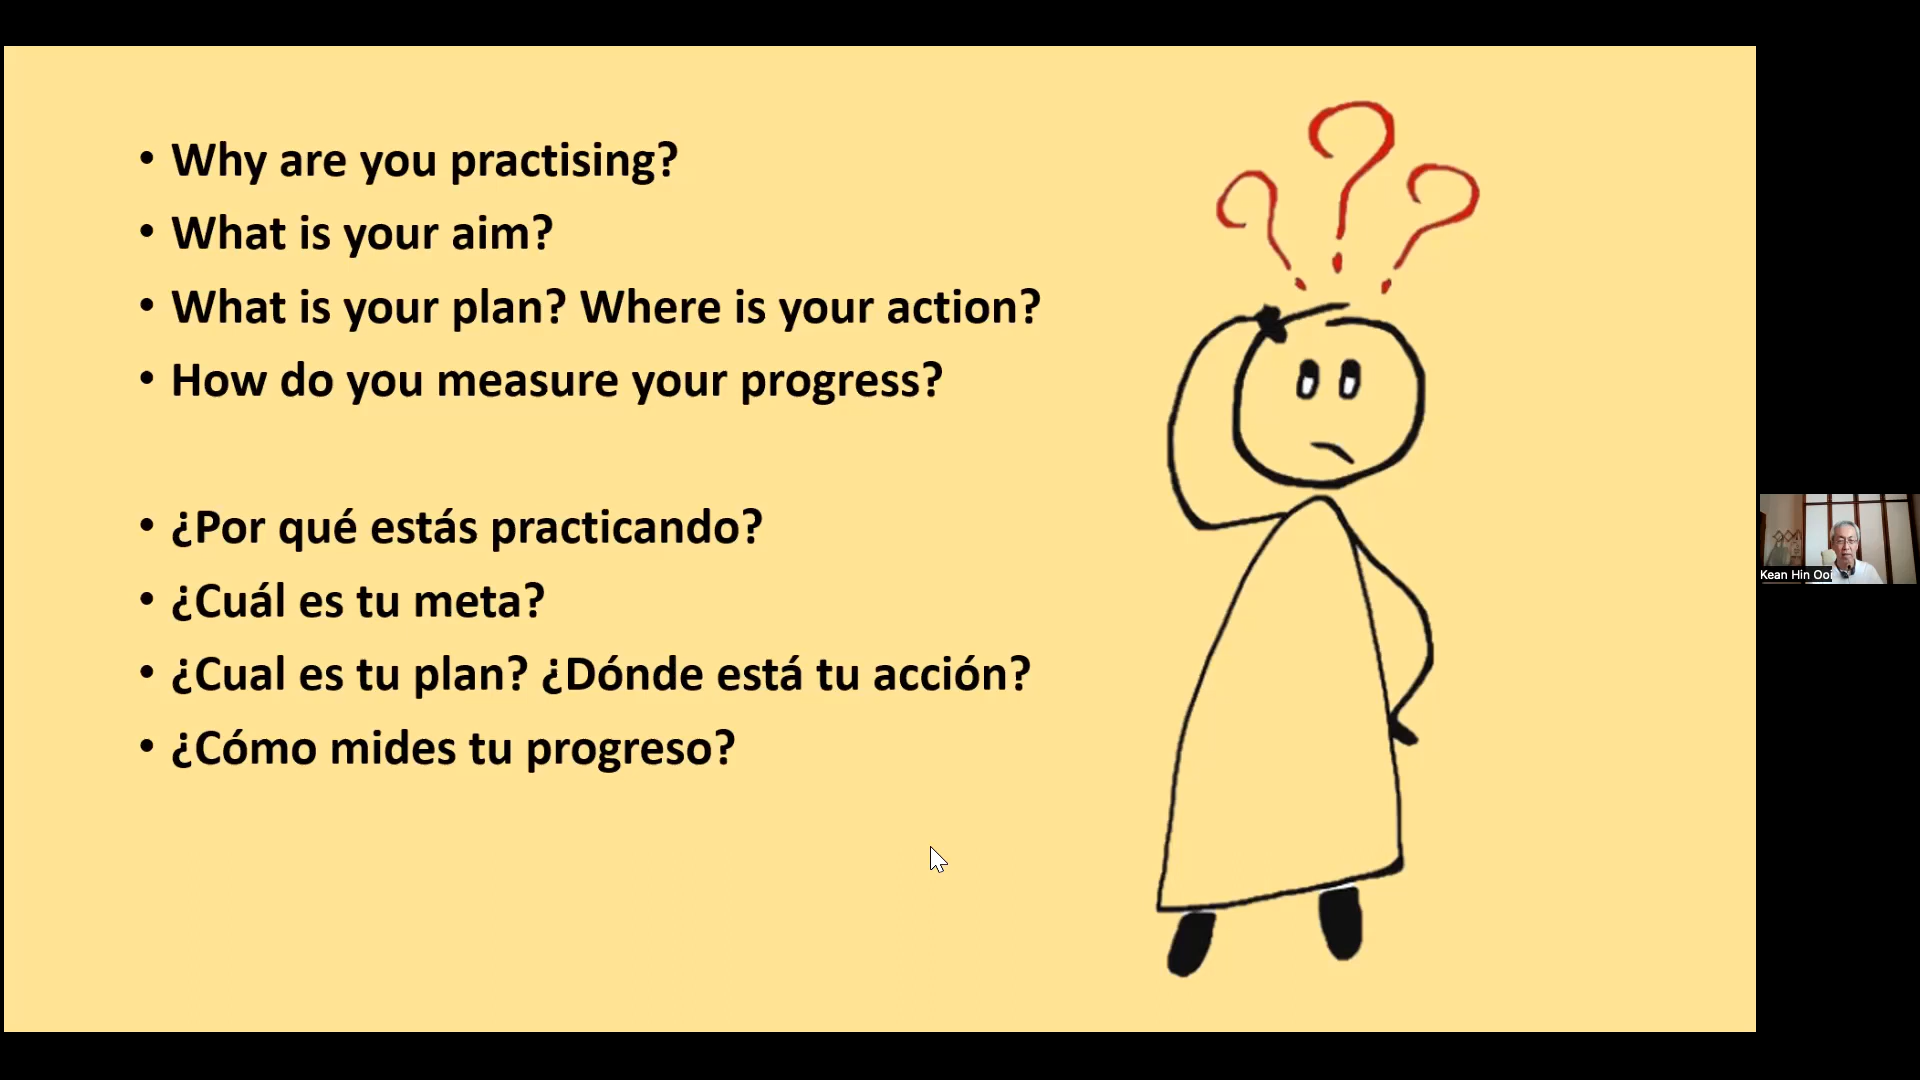 • Why are you practising?
• What is your aim?
• What is your plan? Where is your action?
• How do you measure your progress?
• ¿Por qué estás practicando?
• ¿Cuál es tu meta?
• ¿Cual es tu plan? ¿Dónde está tu acción?
• ¿Cómo mides tu progreso?
Kean Hin Ooi